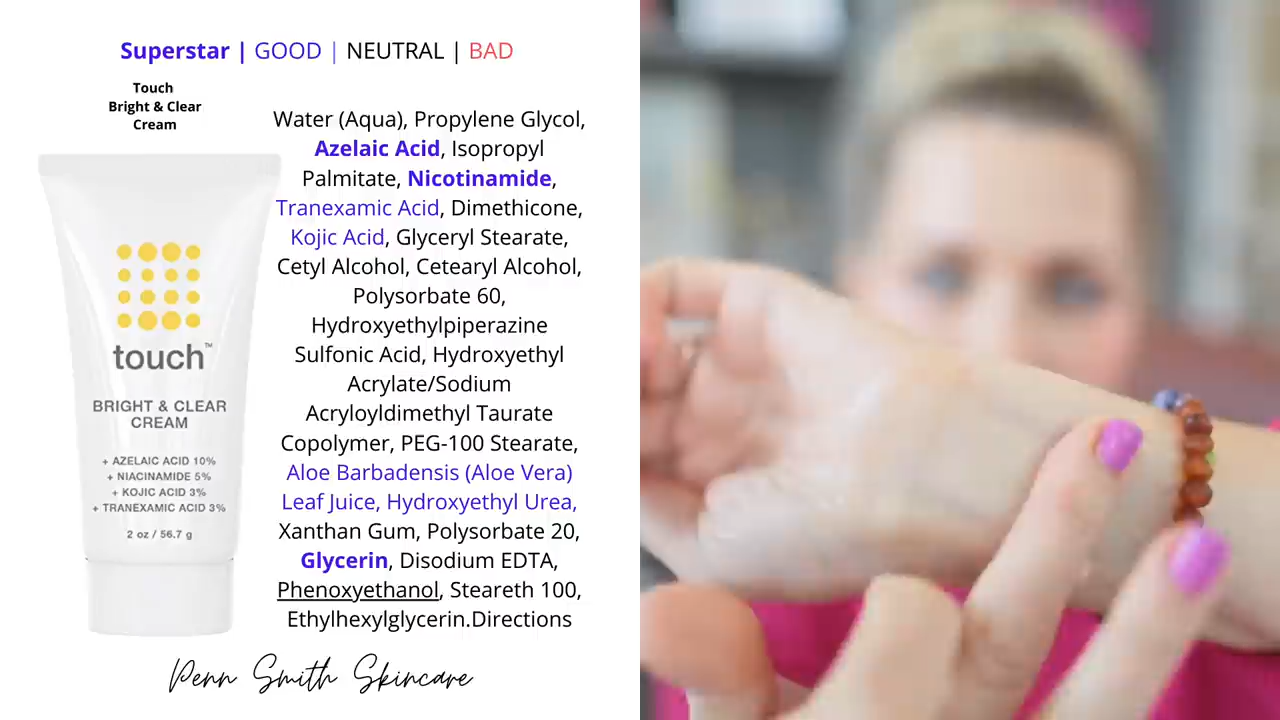 Superstar | GOOD | NEUTRAL | BAD
Touch
Bright & Clear
Cream
Water (Aqua), Propylene Glycol,
Azelaic Acid, Isopropyl
Palmitate, Nicotinamide,
Tranexamic Acid, Dimethicone,
Kojic Acid, Glyceryl Stearate,
Cetyl Alcohol, Cetearyl Alcohol,
Polysorbate 60,
Hydroxyethylpiperazine
Sulfonic Acid, Hydroxyethyl
Acrylate/Sodium
Acryloyldimethyl Taurate
Copolymer, PEG-100 Stearate,
Aloe Barbadensis (Aloe Vera)
Leaf Juice, Hydroxyethyl Urea,
Xanthan Gum, Polysorbate 20,
Glycerin, Disodium EDTA,
Phenoxyethanol, Steareth 100,
Ethylhexylglycerin.Directions
touch™
BRIGHT & CLEAR
CREAM
+ AZELAIC ACID 10%
+ NIACINAMIDE 5%
+ KOJIC ACID 3%
+ TRANEXAMIC ACID 3%
2 oz / 56.7 g
Penn Smith Skincare